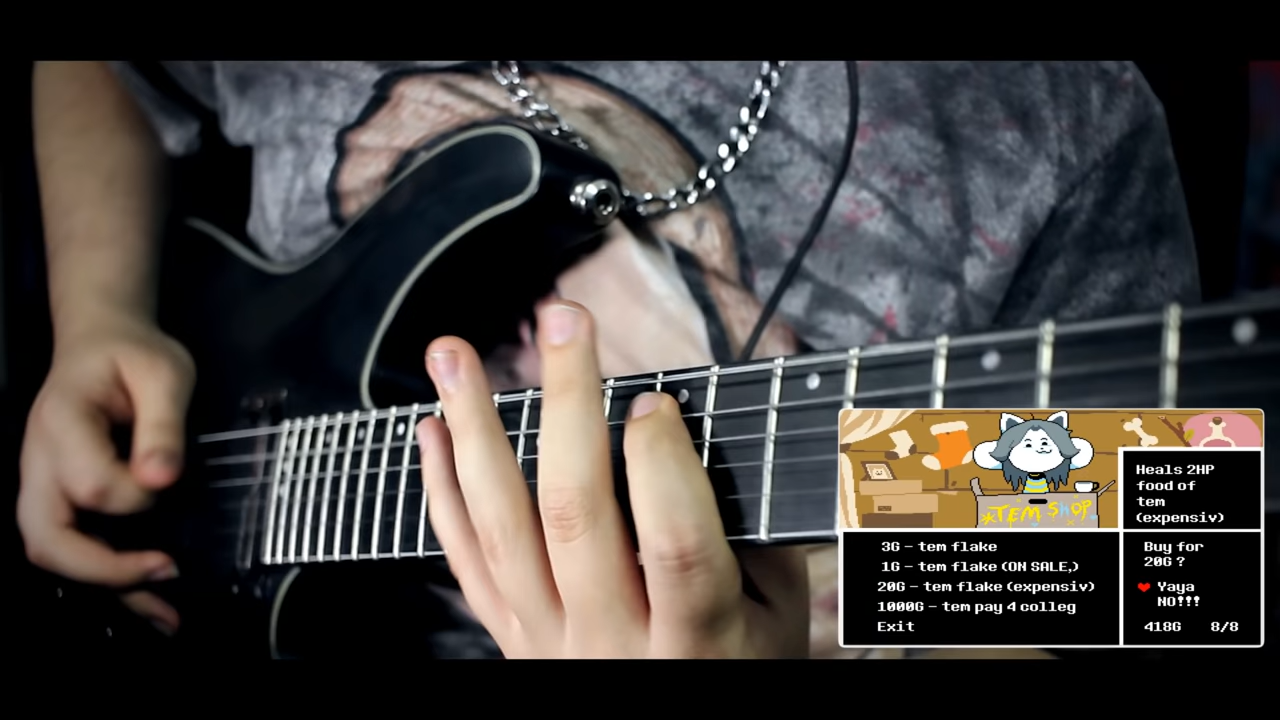 *TEM SHOP*
Heals 2HP
food of
tem
(expensiv)
3G - tem flake
1G - tem flake (ON SALE,)
20G - tem flake (expensiv)
1000G - tem pay 4 colleg
Exit
Buy for
20G ?
Yaya
NO!!!
418G 8/8